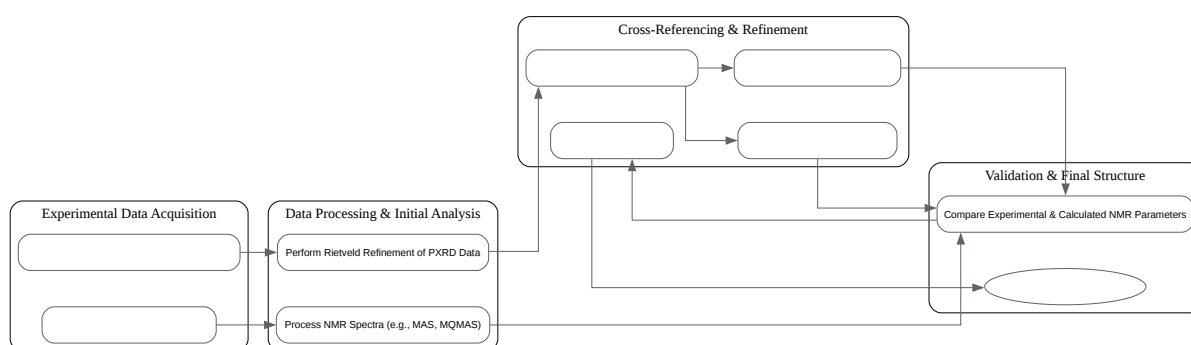 Cross-Referencing & Refinement
Validation & Final Structure
Compare Experimental & Calculated NMR Parameters
Experimental Data Acquisition
Data Processing & Initial Analysis
Perform Rietveld Refinement of PXRD Data
Process NMR Spectra (e.g., MAS, MQMAS)